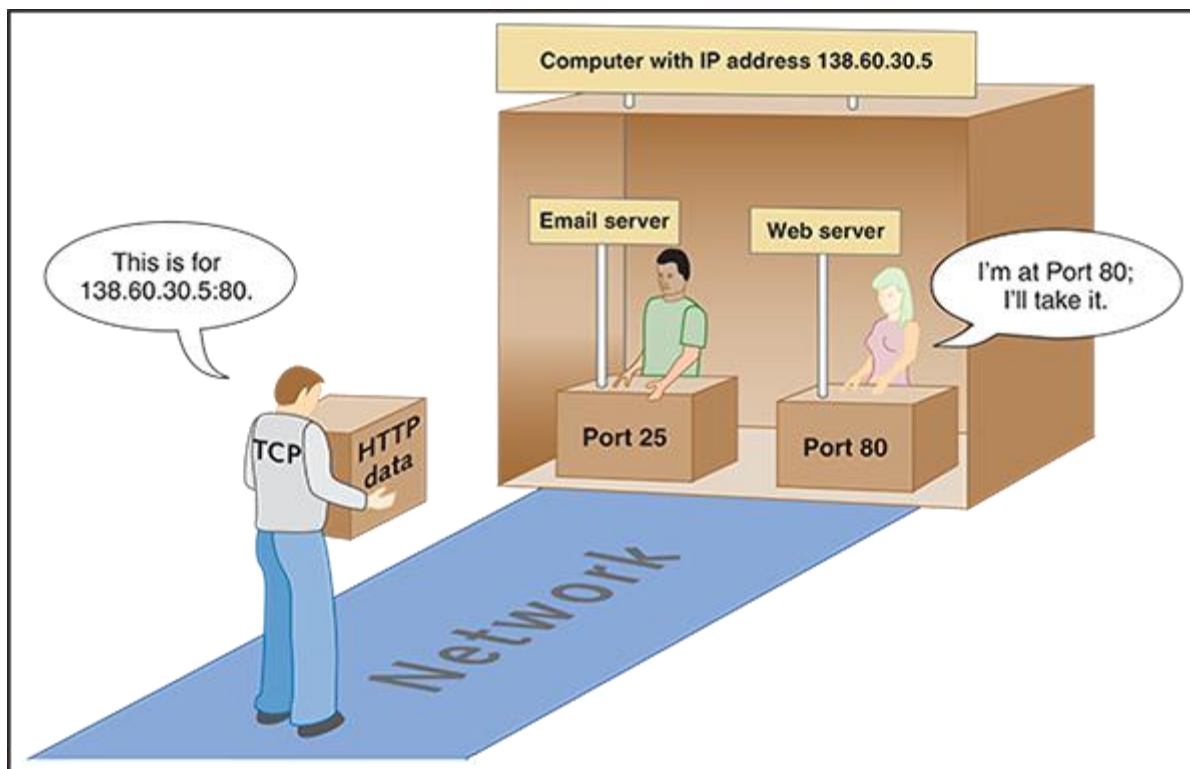 Computer with IP address 138.60.30.5
Email server
Web server
This is for
138.60.30.5:80.
I'm at Port 80;
I'll take it.
TCP
HTTP
data
Port 25
Port 80
Network